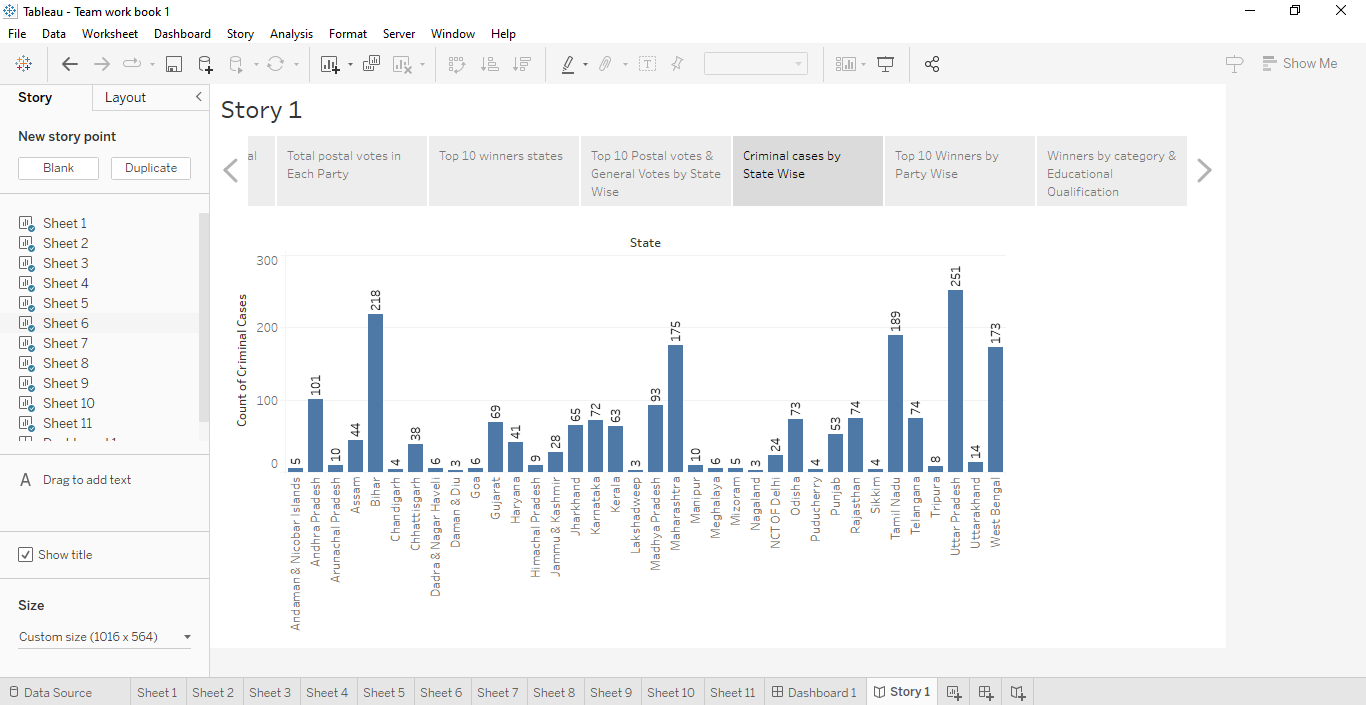 Tableau - Team work book 1
File Data Worksheet Dashboard Story Analysis Format Server Window Help
Show Me
Story Layout
New story point
Blank Duplicate
Sheet 1
Sheet 2
Sheet 3
Sheet 4
Sheet 5
Sheet 6
Sheet 7
Sheet 8
Sheet 9
Sheet 10
Sheet 11
A Drag to add text
Show title
Size
Custom size (1016 x 564)
Story 1
al
Total postal votes in
Each Party
Top 10 winners states
Top 10 Postal votes &
General Votes by State
Wise
Criminal cases by
State Wise
Top 10 Winners by
Party Wise
Winners by category &
Educational
Qualification
State
Count of Criminal Cases
300
200
100
0
5
101
10
44
218
4
38
6
3
6
69
41
9
28
65
72
63
3
93
175
10
6
5
3
24
73
4
53
74
4
189
74
8
251
14
173
Andaman & Nicobar Islands
Andhra Pradesh
Arunachal Pradesh
Assam
Bihar
Chandigarh
Chhattisgarh
Dadra & Nagar Haveli
Daman & Diu
Goa
Gujarat
Haryana
Himachal Pradesh
Jammu & Kashmir
Jharkhand
Karnataka
Kerala
Lakshadweep
Madhya Pradesh
Maharashtra
Manipur
Meghalaya
Mizoram
Nagaland
NCT OF Delhi
Odisha
Puducherry
Punjab
Rajasthan
Sikkim
Tamil Nadu
Telangana
Tripura
Uttar Pradesh
Uttarakhand
West Bengal
Data Source Sheet 1 Sheet 2 Sheet 3 Sheet 4 Sheet 5 Sheet 6 Sheet 7 Sheet 8 Sheet 9 Sheet 10 Sheet 11 Dashboard 1 Story 1